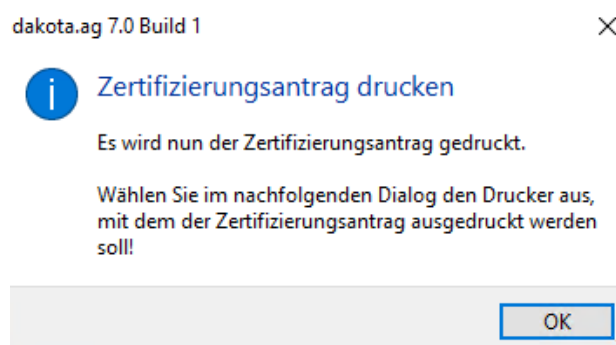 dakota.ag 7.0 Build 1
Zertifizierungsantrag drucken
Es wird nun der Zertifizierungsantrag gedruckt.
Wählen Sie im nachfolgenden Dialog den Drucker aus,
mit dem der Zertifizierungsantrag ausgedruckt werden
soll!
OK